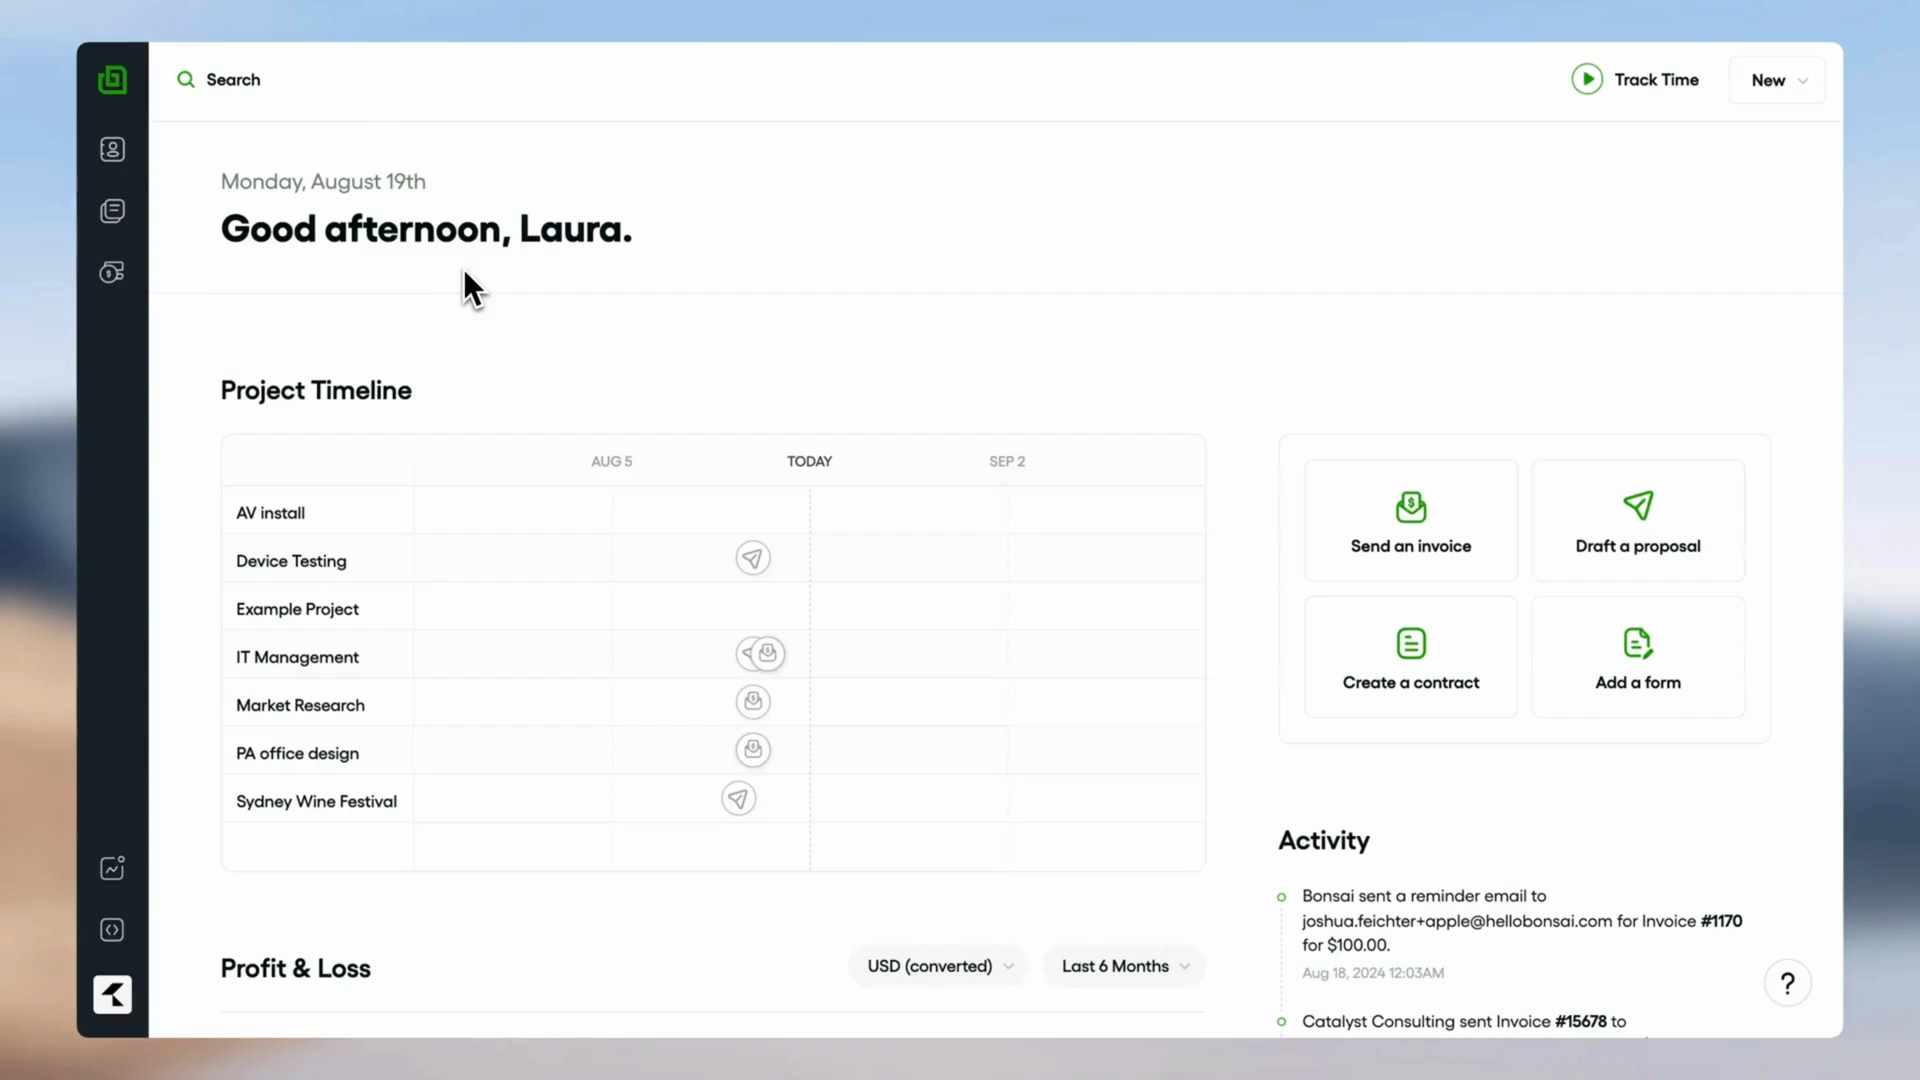 Search
Track Time
New
Monday, August 19th
Good afternoon, Laura.
Project Timeline
AUG 5
TODAY
SEP 2
AV install
Device Testing
Example Project
IT Management
Market Research
PA office design
Sydney Wine Festival
Send an invoice
Draft a proposal
Create a contract
Add a form
Activity
Bonsai sent a reminder email to
joshua.feichter+apple@hellobonsai.com for Invoice #1170
for $100.00.
Aug 18, 2024 12:03AM
Catalyst Consulting sent Invoice #15678 to
Profit & Loss
USD (converted)
Last 6 Months
?